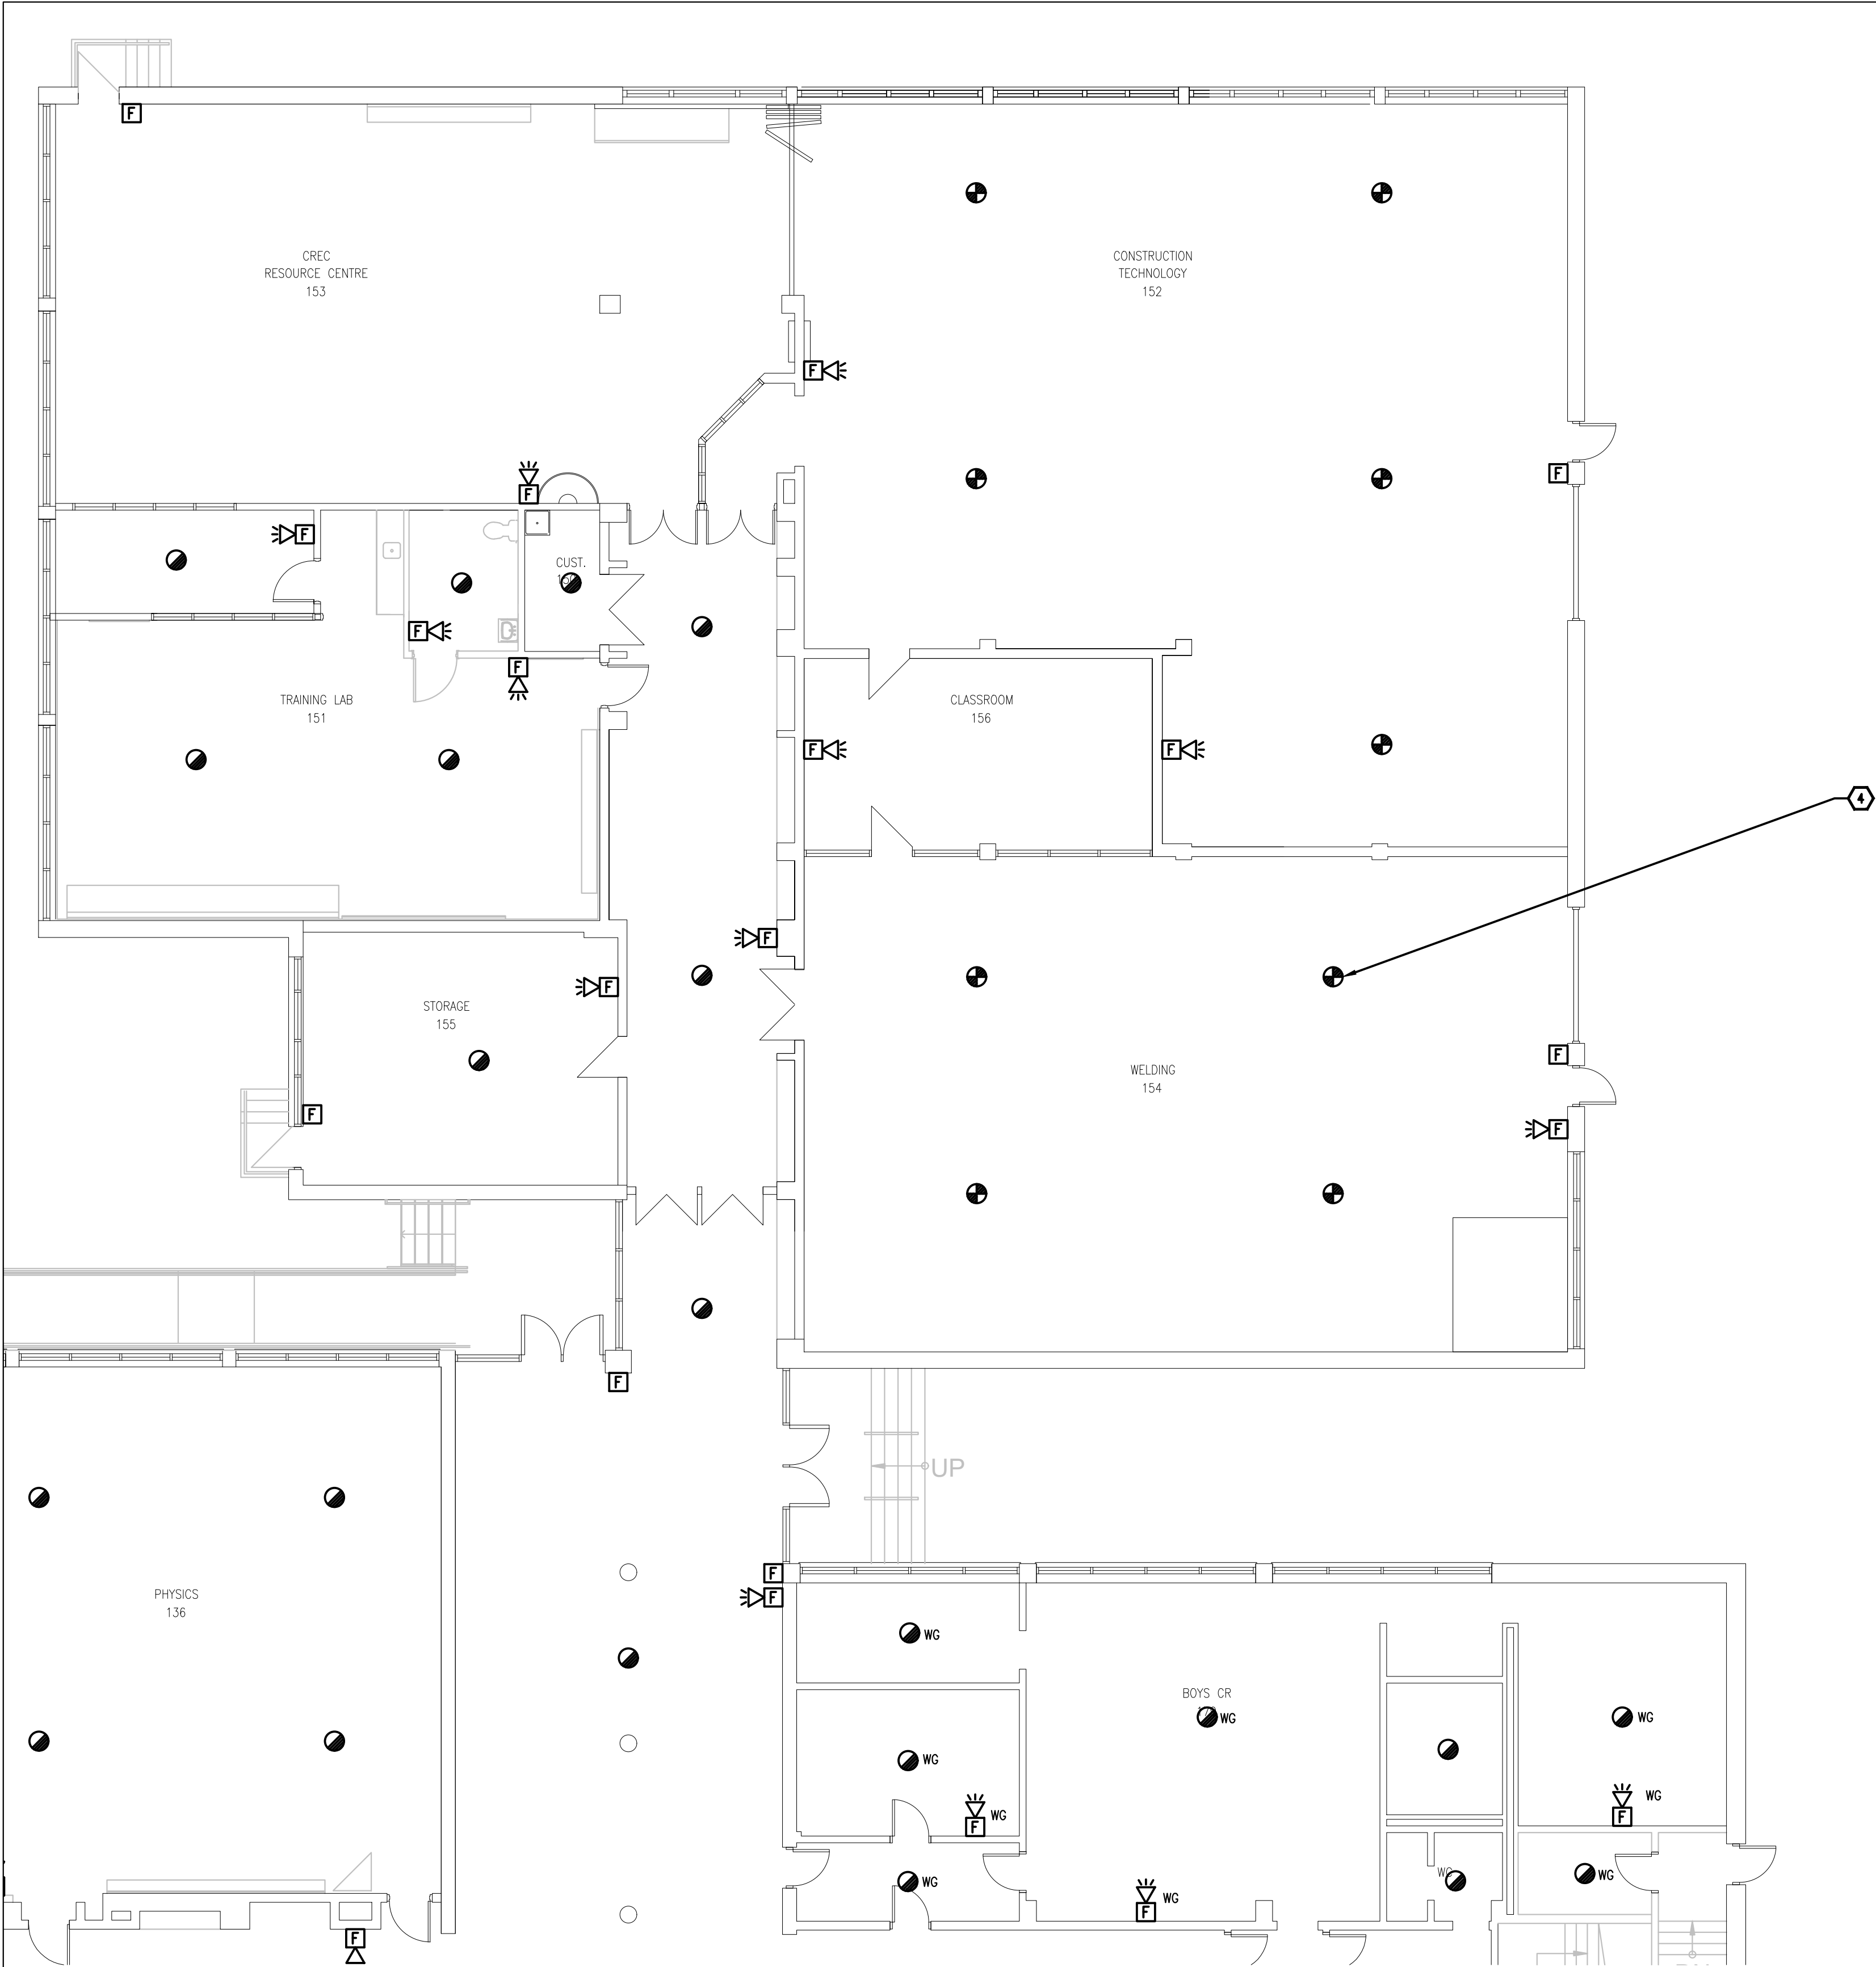 F
CREC
RESOURCE CENTRE
153
CONSTRUCTION
TECHNOLOGY
152
F
F
F
F
CUST.
F
F
TRAINING LAB
151
CLASSROOM
156
F
F
4
F
F
STORAGE
155
F
WELDING
154
F
F
F
UP
F
F
PHYSICS
136
WG
BOYS CR
WG
WG
WG
WG
F
WG
F
WG
WG
WG
WG
F
F